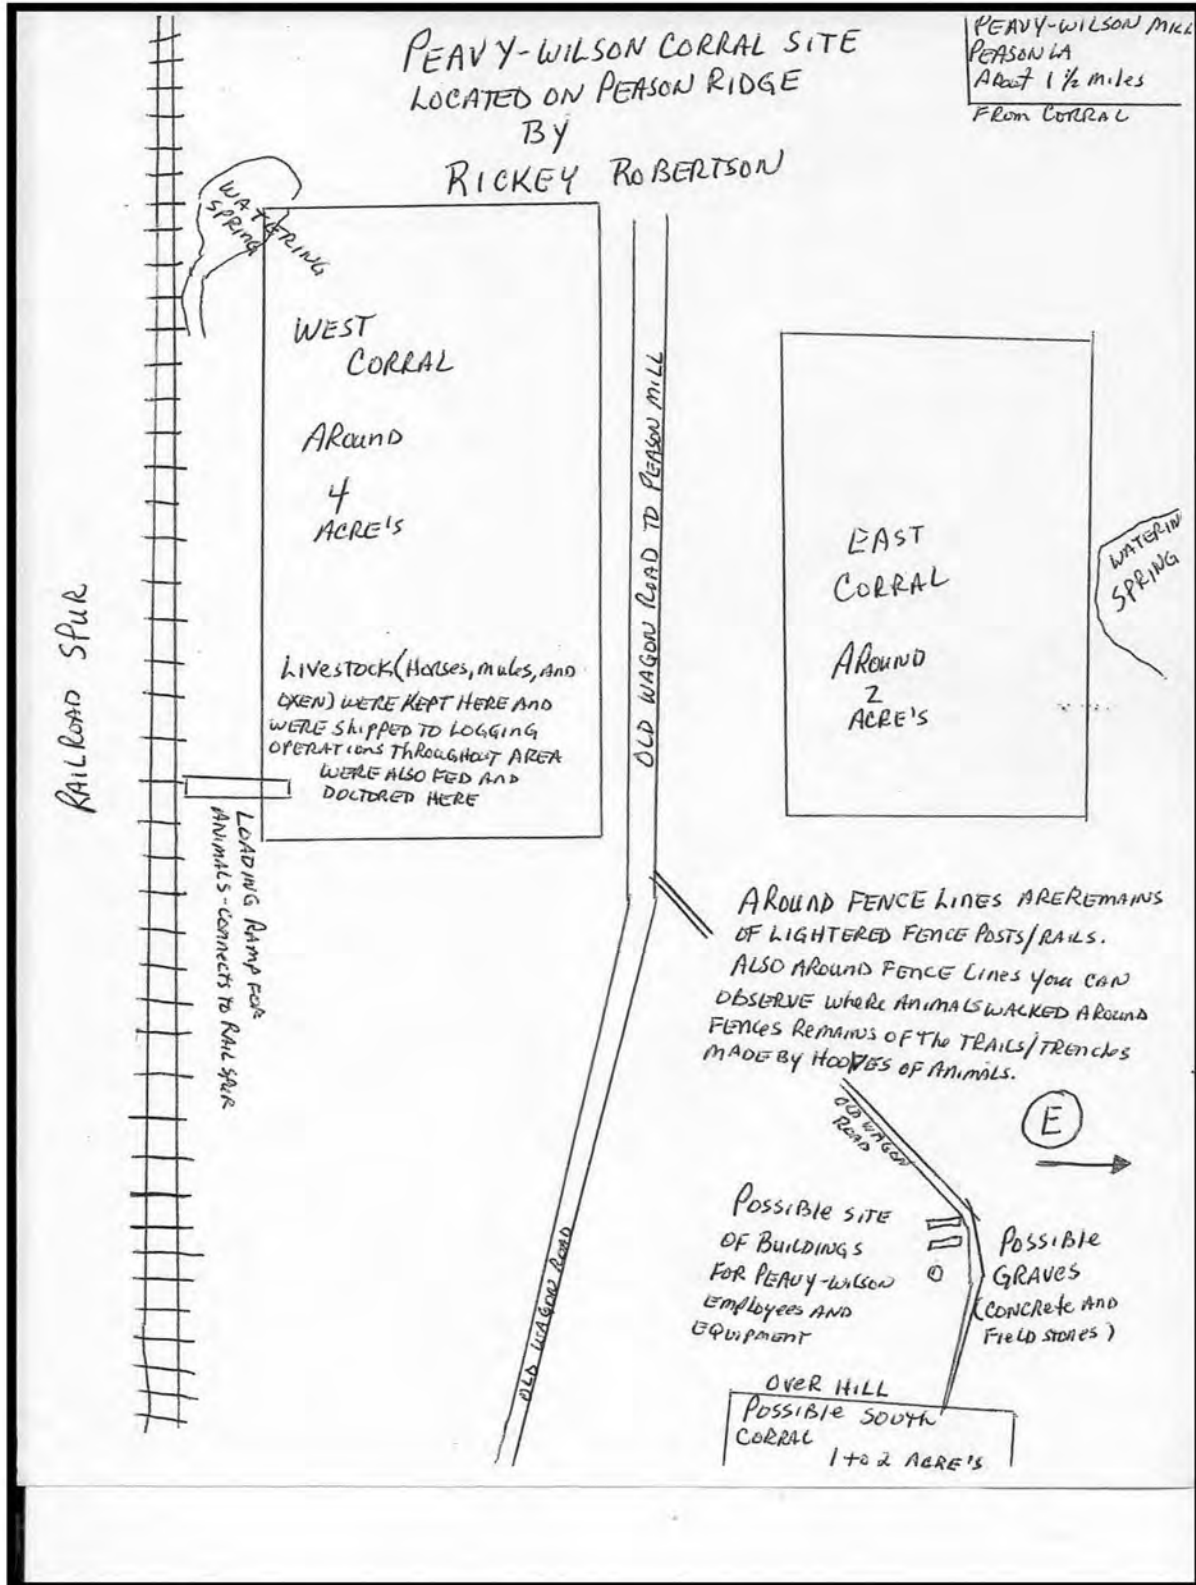 PEAVY-WILSON CORRAL SITE
LOCATED ON PEASON RIDGE
BY
RICKEY ROBERTSON
PEAVY-WILSON MILL
PEASON LA
About 1 1/2 miles
FROM CORRAL
WATERING
SPRING
WEST
CORRAL
AROUND
4
ACRE'S
LIVESTOCK (HORSES, MULES, AND
OXEN) WERE KEPT HERE AND
WERE SHIPPED TO LOGGING
OPERATIONS THROUGHOUT AREA
WERE ALSO FED AND
DOCTORED HERE
RAILROAD SPUR
LOADING RAMP FOR
ANIMALS-CONNECTS TO RAIL SPUR
OLD WAGON ROAD TO PEASON MILL
EAST
CORRAL
AROUND
2
ACRE'S
WATERIN
SPRING
AROUND FENCE LINES ARE REMAINS
OF LIGHTERED FENCE POSTS/RAILS.
ALSO AROUND FENCE LINES YOU CAN
OBSERVE WHERE ANIMALS WALKED AROUND
FENCES REMAINS OF THE TRAILS/TRENCHES
MADE BY HOOVES OF ANIMALS.
E
OLD WAGON
ROAD
POSSIBLE SITE
OF BUILDINGS
FOR PEAVY-WILSON
EMPLOYEES AND
EQUIPMENT
POSSIBLE
GRAVES
(CONCRETE AND
FIELD STONES)
OLD WAGON ROAD
OVER HILL
POSSIBLE SOUTH
CORRAL
1 to 2 ACRE'S